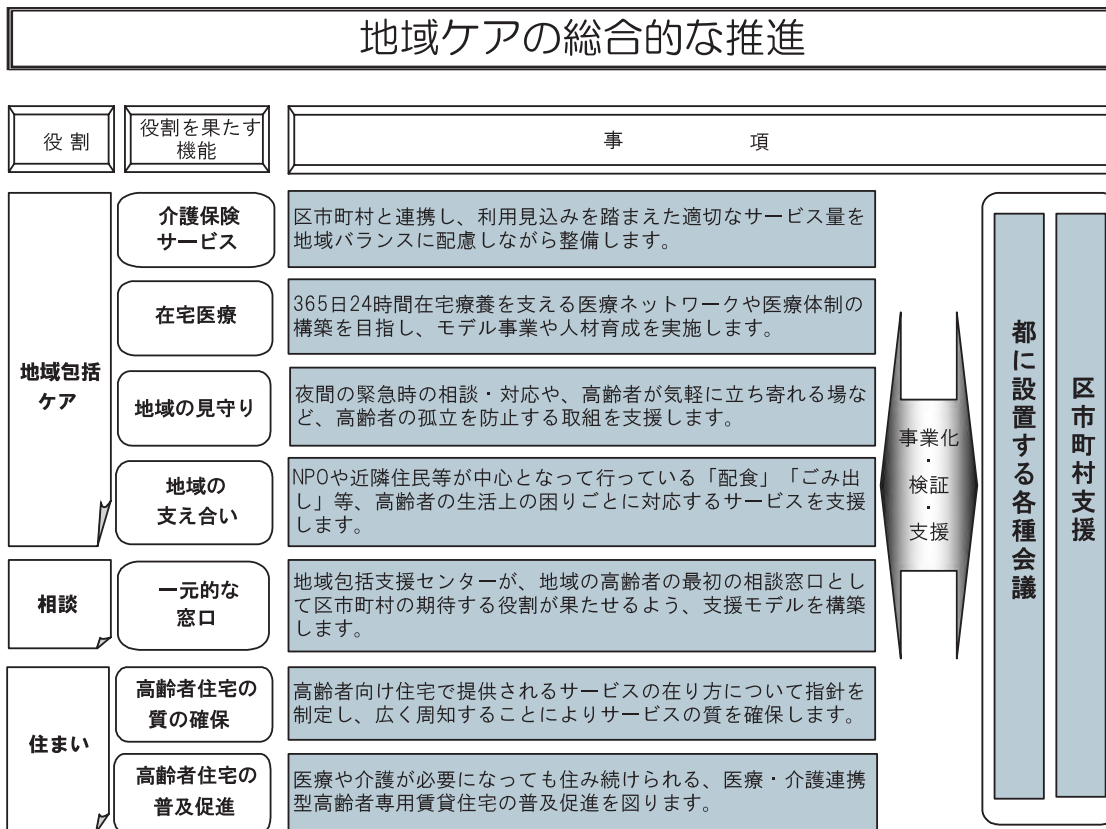 地域ケアの総合的な推進
役割
役割を果たす
機能
事項
地域包括
ケア
介護保険
サービス
区市町村と連携し、利用見込みを踏まえた適切なサービス量を
地域バランスに配慮しながら整備します。
在宅医療
365日24時間在宅療養を支える医療ネットワークや医療体制の
構築を目指し、モデル事業や人材育成を実施します。
地域の見守り
夜間の緊急時の相談・対応や、高齢者が気軽に立ち寄れる場な
ど、高齢者の孤立を防止する取組を支援します。
地域の
支え合い
NPOや近隣住民等が中心となって行っている「配食」「ごみ出
し」等、高齢者の生活上の困りごとに対応するサービスを支援
します。
相談
一元的な
窓口
地域包括支援センターが、地域の高齢者の最初の相談窓口とし
て区市町村の期待する役割が果たせるよう、支援モデルを構築
します。
住まい
高齢者住宅の
質の確保
高齢者向け住宅で提供されるサービスの在り方について指針を
制定し、広く周知することによりサービスの質を確保します。
高齢者住宅の
普及促進
医療や介護が必要になっても住み続けられる、医療・介護連携
型高齢者専用賃貸住宅の普及促進を図ります。
事業化
・
検証
・
支援
都に設置する各種会議
区市町村支援